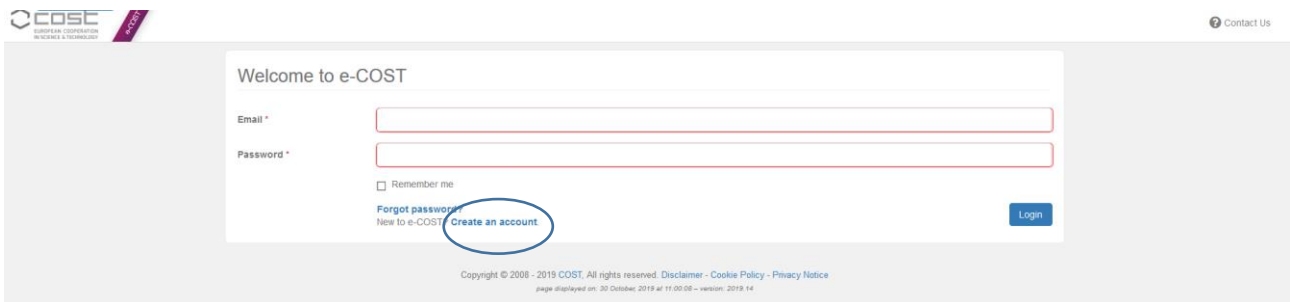 COST
EUROPEAN COOPERATION
IN SCIENCE & TECHNOLOGY
e-COST
Contact Us
Welcome to e-COST
Email *
Password *
Remember me
Forgot password?
New to e-COST? Create an account.
Login
Copyright © 2008 - 2019 COST, All rights reserved. Disclaimer - Cookie Policy - Privacy Notice
page displayed on: 30 October, 2019 at 11:00:08 – version: 2019.14